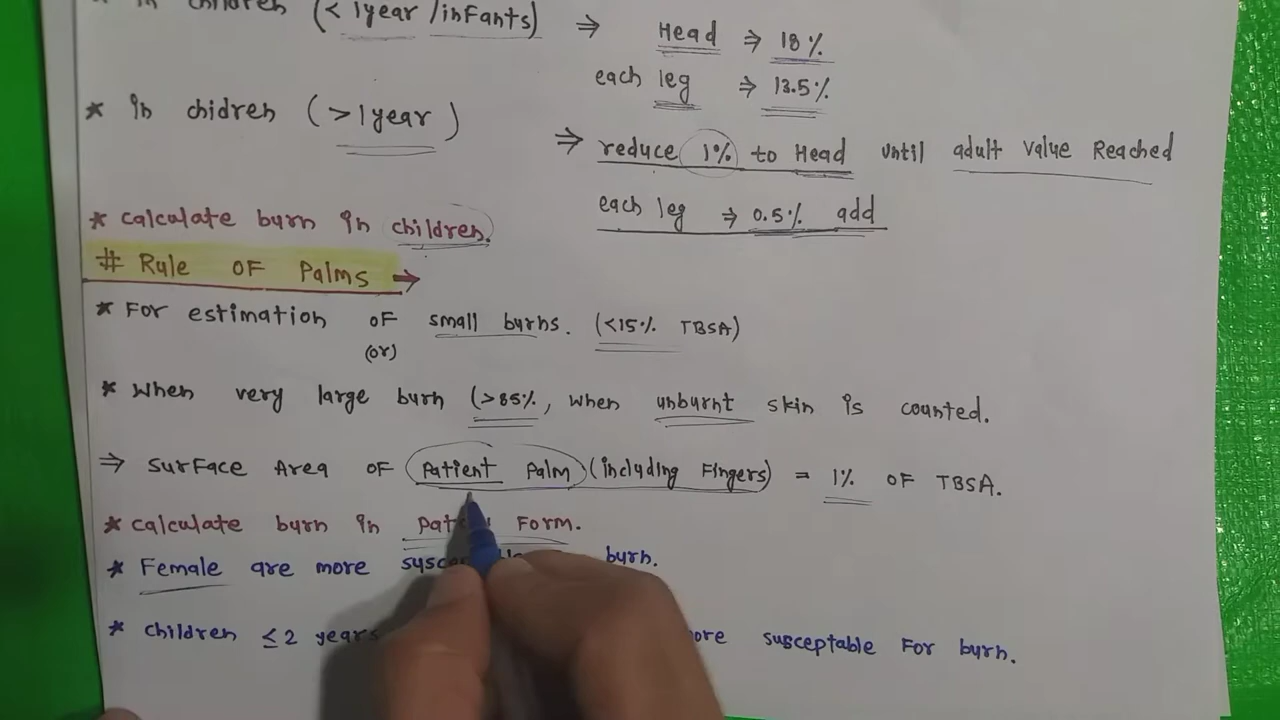 * In children (<1year/infants) ⇒ Head ⇒ 18%
each leg ⇒ 13.5%
* In chidren (>1year)
⇒ reduce 1% to Head until adult value Reached
each leg ⇒ 0.5% add
* calculate burn in children.
# Rule OF Palms →
* For estimation OF small burns. (<15% TBSA)
(or)
* When very large burn (>85%, when unburnt skin is counted.
⇒ Surface Area OF Patient Palm (including Fingers) = 1% OF TBSA.
* calculate burn in Form.
* Female are more burn.
* children ≤2 years susceptable For burn.